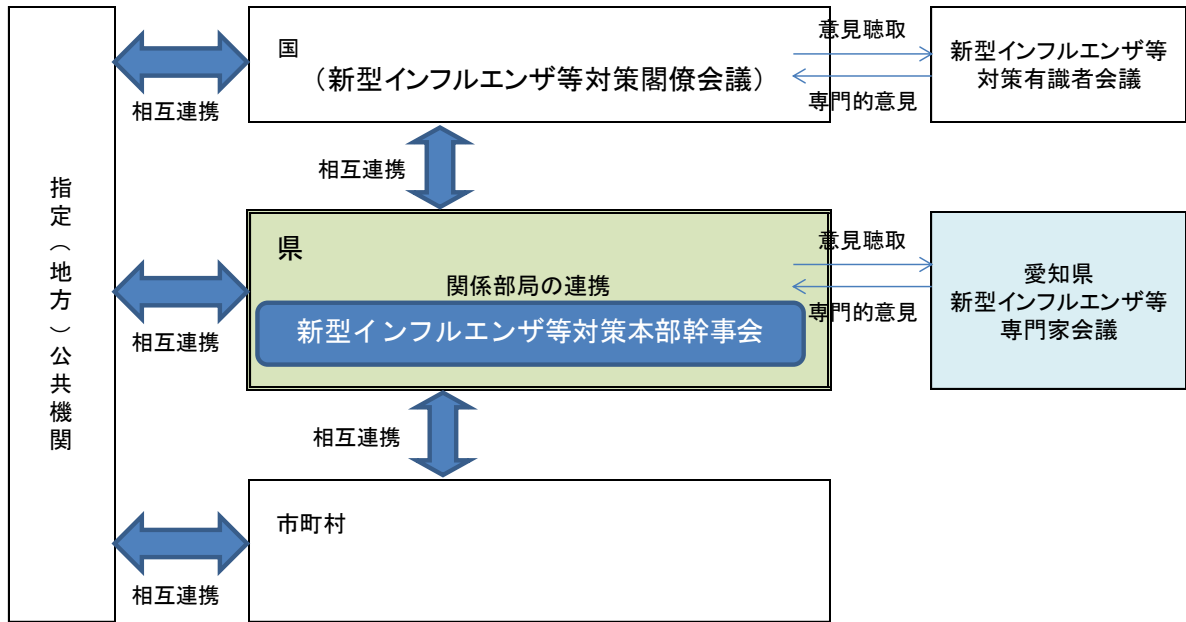 指定（地方）公共機関
国
（新型インフルエンザ等対策閣僚会議）
意見聴取
専門的意見
新型インフルエンザ等
対策有識者会議
相互連携
相互連携
県
関係部局の連携
新型インフルエンザ等対策本部幹事会
意見聴取
専門的意見
愛知県
新型インフルエンザ等
専門家会議
相互連携
相互連携
市町村
相互連携